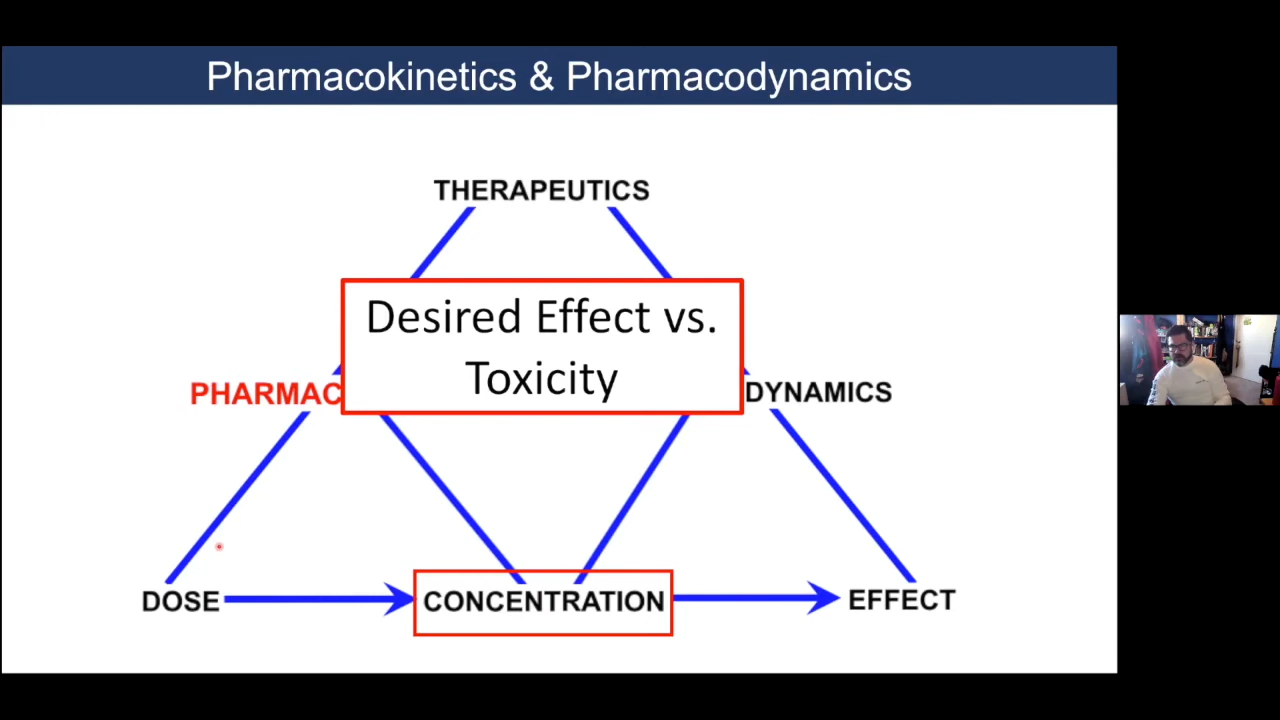 Pharmacokinetics & Pharmacodynamics
THERAPEUTICS
Desired Effect vs.
Toxicity
PHARMAC
DYNAMICS
DOSE
CONCENTRATION
EFFECT